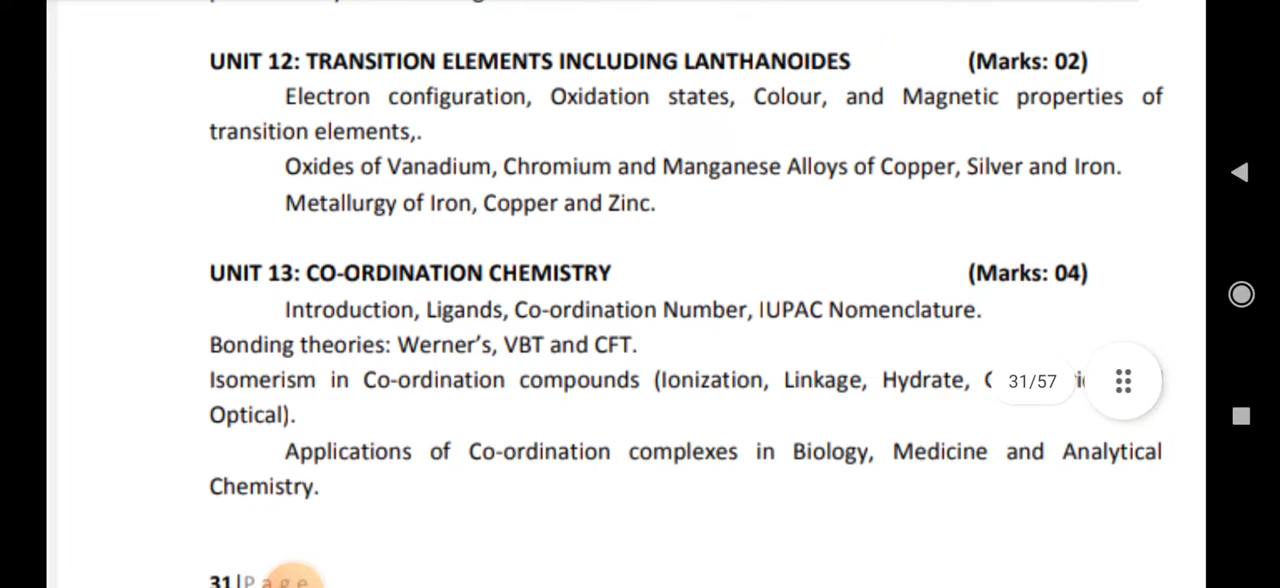 UNIT 12: TRANSITION ELEMENTS INCLUDING LANTHANOIDES (Marks: 02)
Electron configuration, Oxidation states, Colour, and Magnetic properties of
transition elements,.
Oxides of Vanadium, Chromium and Manganese Alloys of Copper, Silver and Iron.
Metallurgy of Iron, Copper and Zinc.
UNIT 13: CO-ORDINATION CHEMISTRY (Marks: 04)
Introduction, Ligands, Co-ordination Number, IUPAC Nomenclature.
Bonding theories: Werner's, VBT and CFT.
Isomerism in Co-ordination compounds (Ionization, Linkage, Hydrate,
31/57
Optical).
Applications of Co-ordination complexes in Biology, Medicine and Analytical
Chemistry.
31|Page